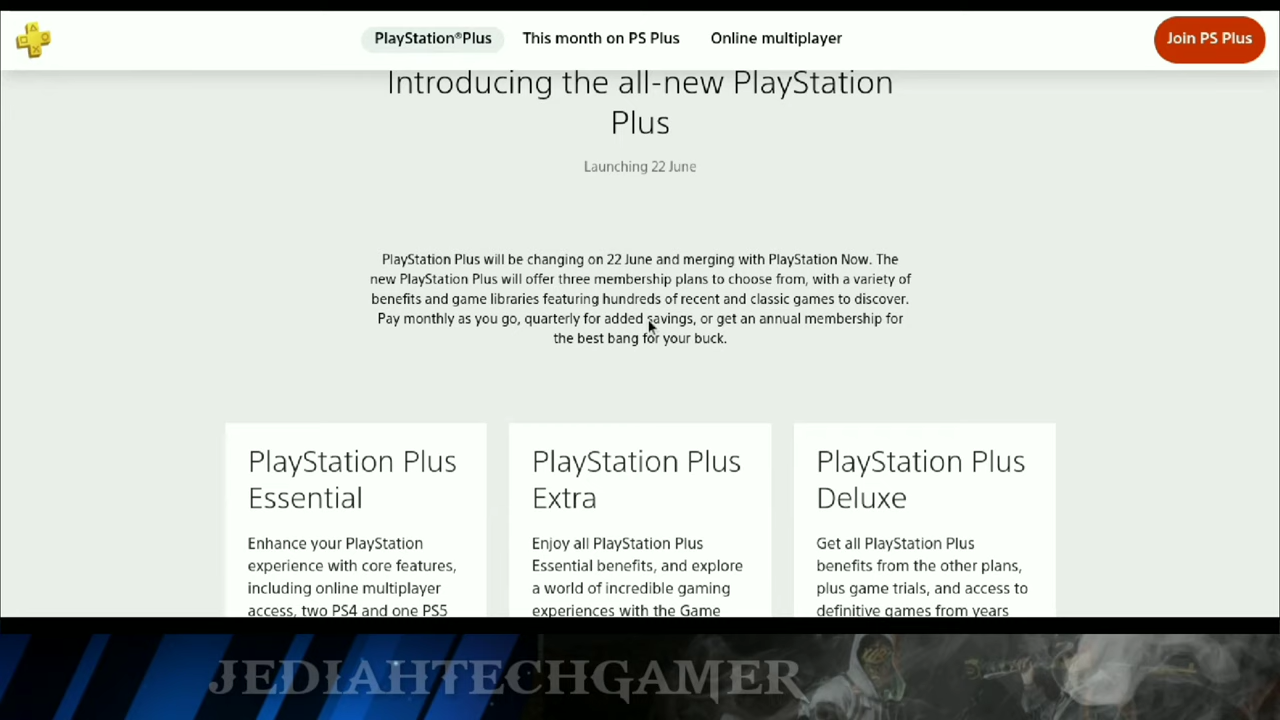 PlayStation®Plus
This month on PS Plus
Online multiplayer
Join PS Plus
Introducing the all-new PlayStation
Plus
Launching 22 June
PlayStation Plus will be changing on 22 June and merging with PlayStation Now. The
new PlayStation Plus will offer three membership plans to choose from, with a variety of
benefits and game libraries featuring hundreds of recent and classic games to discover.
Pay monthly as you go, quarterly for added savings, or get an annual membership for
the best bang for your buck.
PlayStation Plus
Essential
Enhance your PlayStation
experience with core features,
including online multiplayer
access, two PS4 and one PS5
PlayStation Plus
Extra
Enjoy all PlayStation Plus
Essential benefits, and explore
a world of incredible gaming
experiences with the Game
PlayStation Plus
Deluxe
Get all PlayStation Plus
benefits from the other plans,
plus game trials, and access to
definitive games from years
JEDIAHTECHGAMER